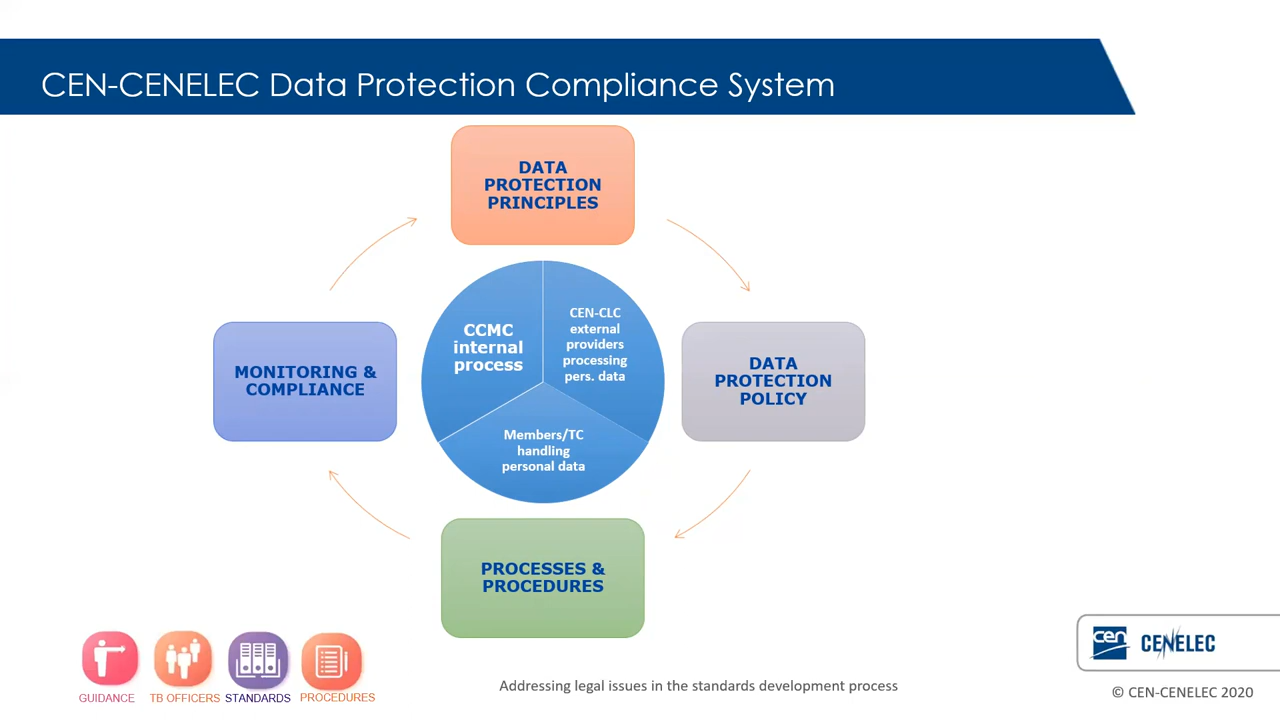 CEN-CENELEC Data Protection Compliance System
DATA
PROTECTION
PRINCIPLES
CCMC
internal
process
CEN-CLC
external
providers
processing
pers. data
Members/TC
handling
personal data
MONITORING &
COMPLIANCE
DATA
PROTECTION
POLICY
PROCESSES &
PROCEDURES
GUIDANCE
TB OFFICERS
STANDARDS
PROCEDURES
Addressing legal issues in the standards development process
cen
CENELEC
© CEN-CENELEC 2020